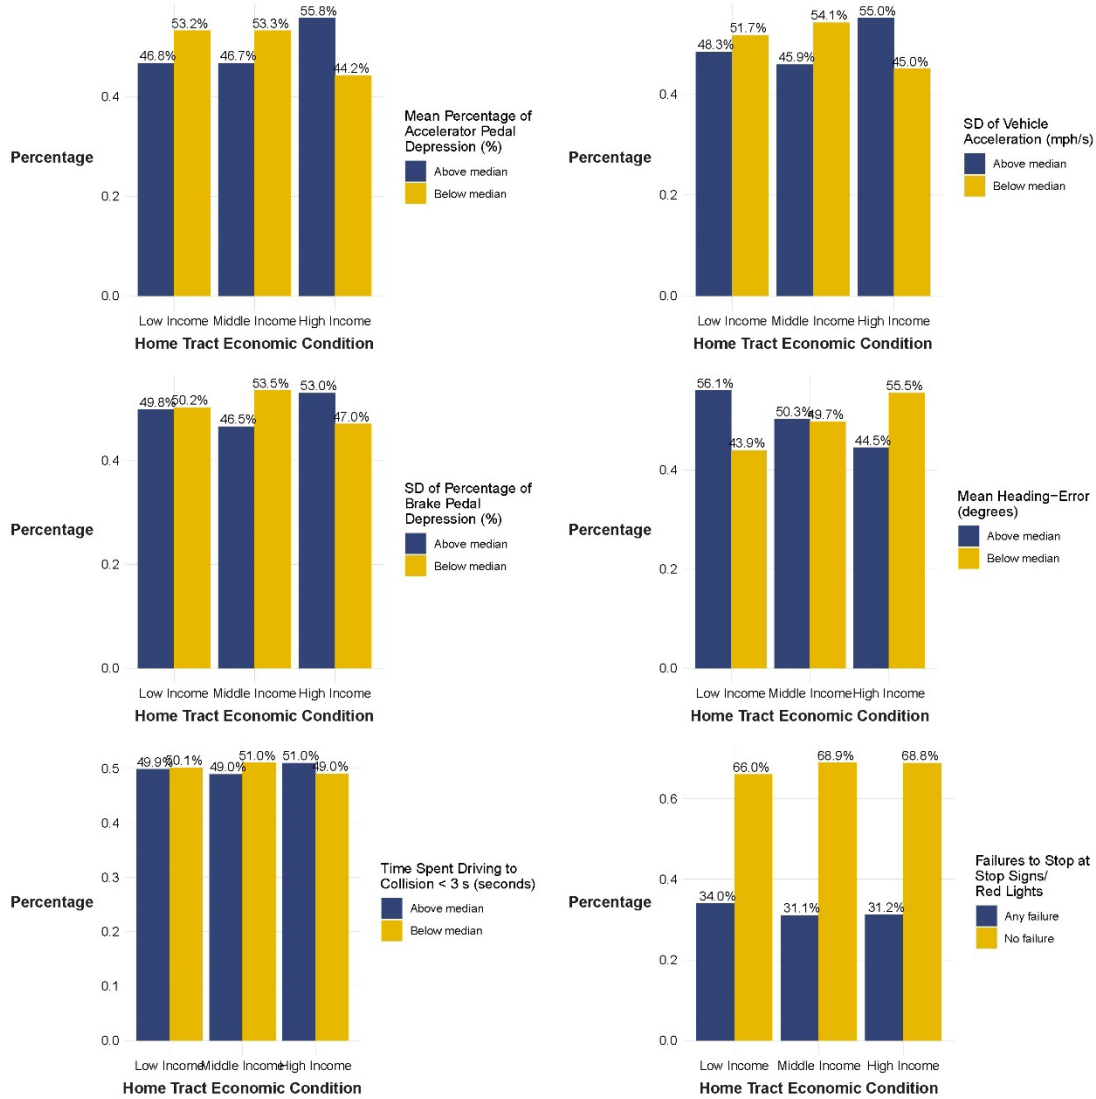 55.8%
53.2%
53.3%
46.8%
46.7%
44.2%
0.4
0.2
0.0
Percentage
Mean Percentage of
Accelerator Pedal
Depression (%)
Above median
Below median
Low Income Middle Income High Income
Home Tract Economic Condition
55.0%
54.1%
51.7%
48.3%
45.9%
45.0%
0.4
0.2
0.0
Percentage
SD of Vehicle
Acceleration (mph/s)
Above median
Below median
Low Income Middle Income High Income
Home Tract Economic Condition
53.5%
53.0%
49.8%
50.2%
46.5%
47.0%
0.4
0.2
0.0
Percentage
SD of Percentage of
Brake Pedal
Depression (%)
Above median
Below median
Low Income Middle Income High Income
Home Tract Economic Condition
56.1%
55.5%
50.3%
49.7%
43.9%
44.5%
0.4
0.2
0.0
Percentage
Mean Heading−Error
(degrees)
Above median
Below median
Low Income Middle Income High Income
Home Tract Economic Condition
49.9%
50.1%
49.0%
51.0%
51.0%
49.0%
0.5
0.4
0.3
0.2
0.1
0.0
Percentage
Time Spent Driving to
Collision < 3 s (seconds)
Above median
Below median
Low Income Middle Income High Income
Home Tract Economic Condition
66.0%
68.9%
68.8%
34.0%
31.1%
31.2%
0.6
0.4
0.2
0.0
Percentage
Failures to Stop at
Stop Signs/
Red Lights
Any failure
No failure
Low Income Middle Income High Income
Home Tract Economic Condition